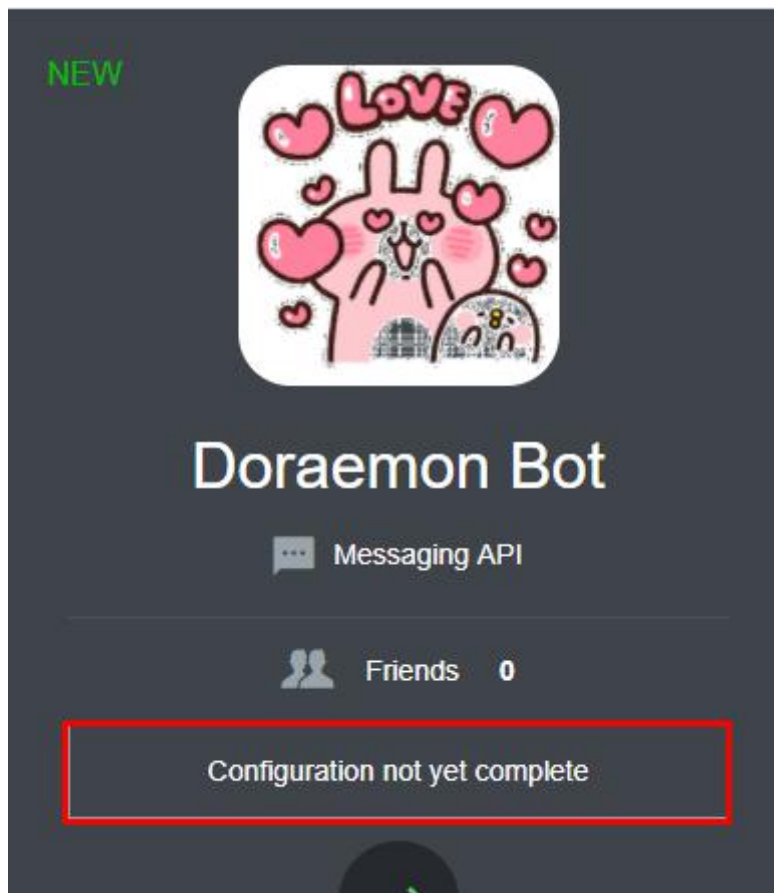 NEW
LOVE
Doraemon Bot
Messaging API
Friends 0
Configuration not yet complete